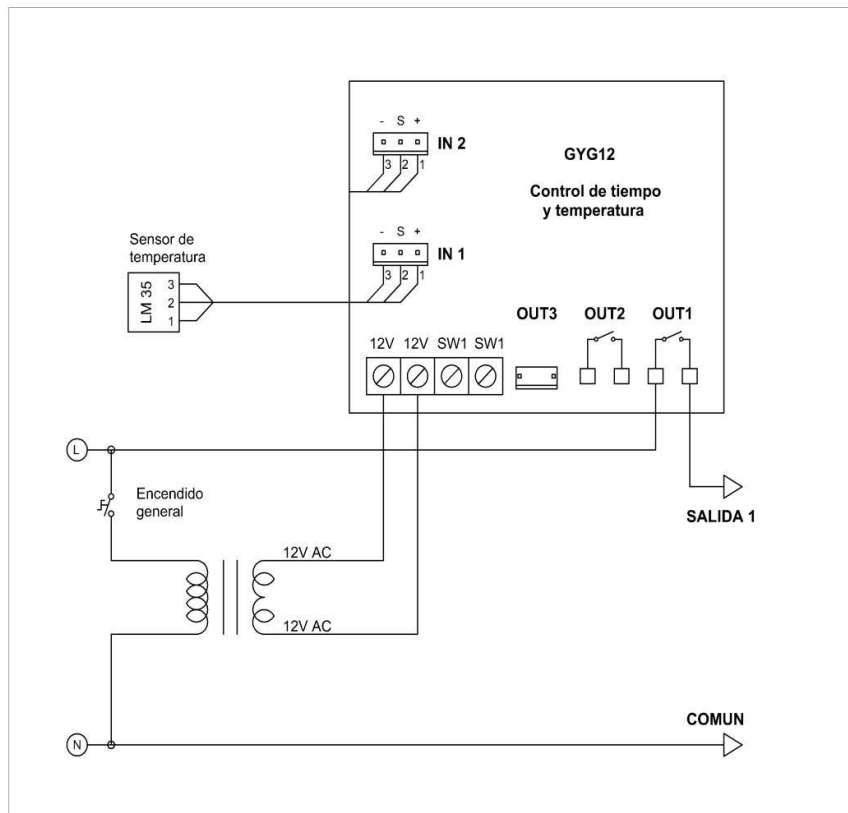 - S +
IN 2
3 2 1
GYG12
Control de tiempo
y temperatura
- S +
IN 1
3 2 1
Sensor de
temperatura
LM 35
3
2
1
OUT3 OUT2 OUT1
12V 12V SW1 SW1
L
Encendido
general
SALIDA 1
12V AC
12V AC
COMUN
N